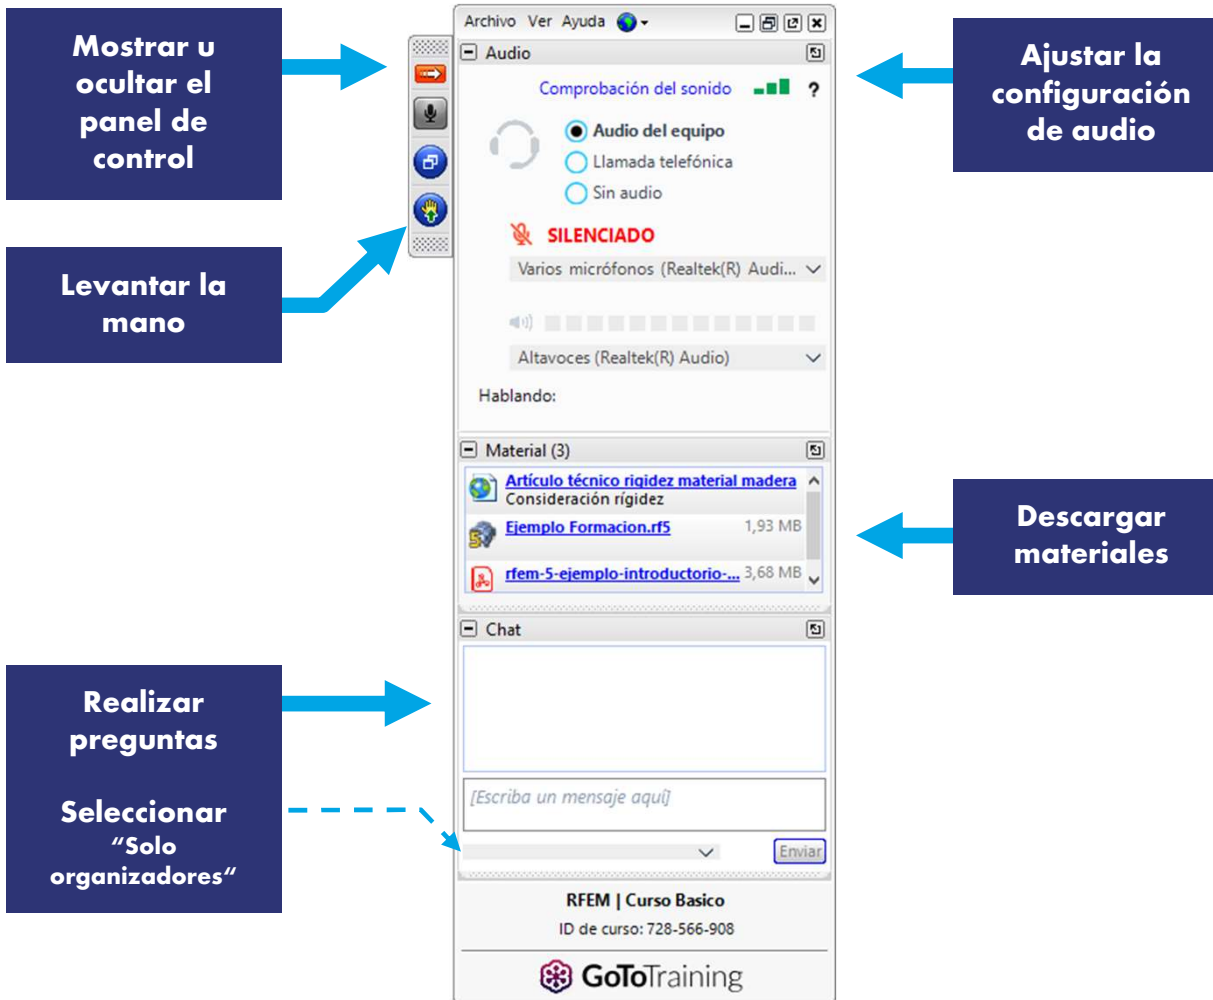 Mostrar u
ocultar el
panel de
control
Levantar la
mano
Realizar
preguntas
Seleccionar
“Solo
organizadores“
Archivo Ver Ayuda
Audio
Comprobación del sonido ?
Audio del equipo
Llamada telefónica
Sin audio
SILENCIADO
Varios micrófonos (Realtek(R) Audi...
Altavoces (Realtek(R) Audio)
Hablando:
Material (3)
Artículo técnico rigidez material madera
Consideración rígidez
Ejemplo Formacion.rf5 1,93 MB
rfem-5-ejemplo-introductorio-... 3,68 MB
Chat
[Escriba un mensaje aquí]
Enviar
RFEM | Curso Basico
ID de curso: 728-566-908
GoToTraining
Ajustar la
configuración
de audio
Descargar
materiales